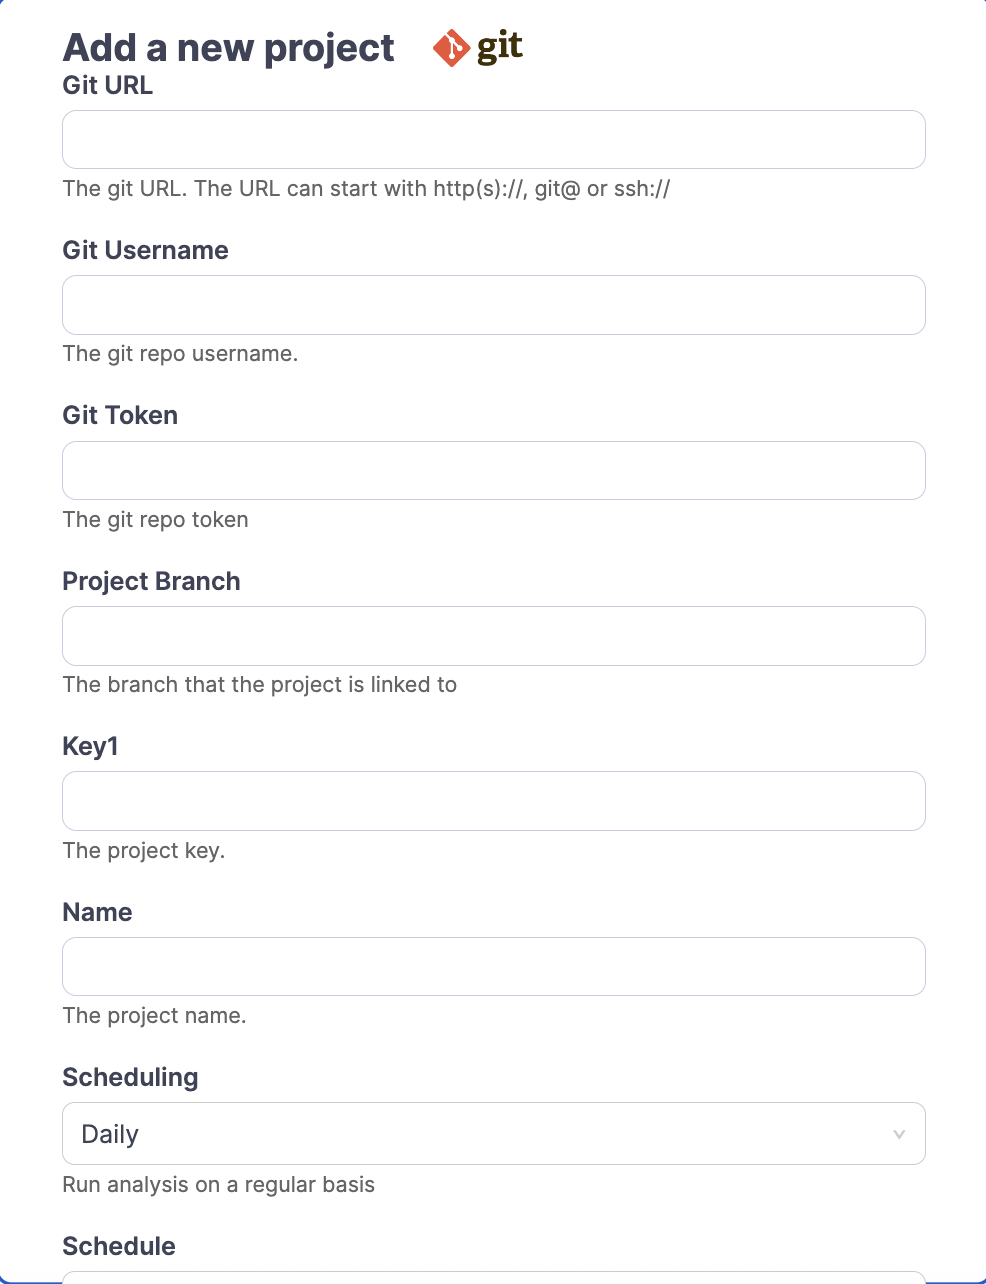 Add a new project git
Git URL
The git URL. The URL can start with http(s)://, git@ or ssh://
Git Username
The git repo username.
Git Token
The git repo token
Project Branch
The branch that the project is linked to
Key1
The project key.
Name
The project name.
Scheduling
Daily
Run analysis on a regular basis
Schedule